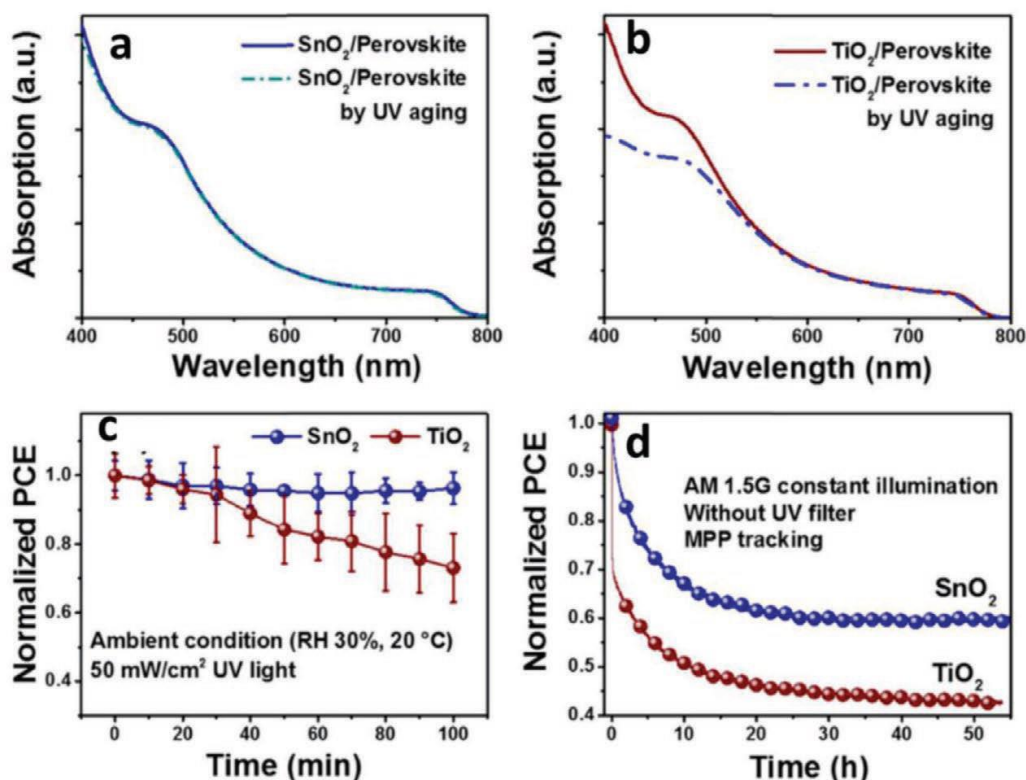 a
SnO₂/Perovskite
SnO₂/Perovskite
by UV aging
Absorption (a.u.)
400 500 600 700 800
Wavelength (nm)
b
TiO₂/Perovskite
TiO₂/Perovskite
by UV aging
Absorption (a.u.)
400 500 600 700 800
Wavelength (nm)
c
SnO₂ TiO₂
Normalized PCE
1.0
0.8
0.6
0.4
Ambient condition (RH 30%, 20 °C)
50 mW/cm² UV light
0 20 40 60 80 100
Time (min)
d
Normalized PCE
1.0
0.9
0.8
0.7
0.6
0.5
0.4
AM 1.5G constant illumination
Without UV filter
MPP tracking
SnO₂
TiO₂
0 10 20 30 40 50
Time (h)